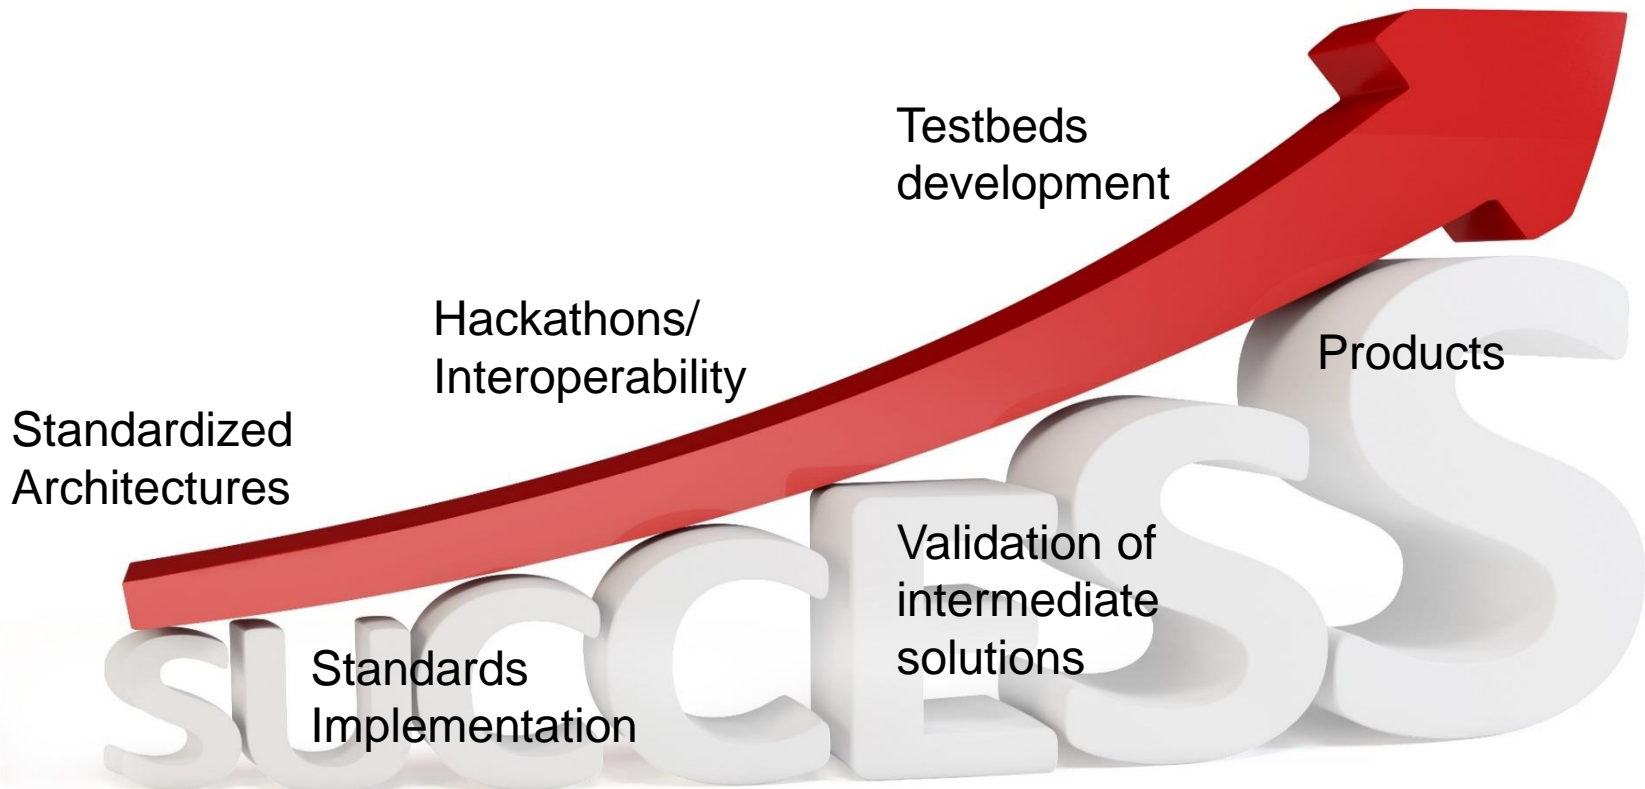 Testbeds
development
Hackathons/
Interoperability
Products
Standardized
Architectures
Validation of
intermediate
solutions
Standards
Implementation
SUCCESS